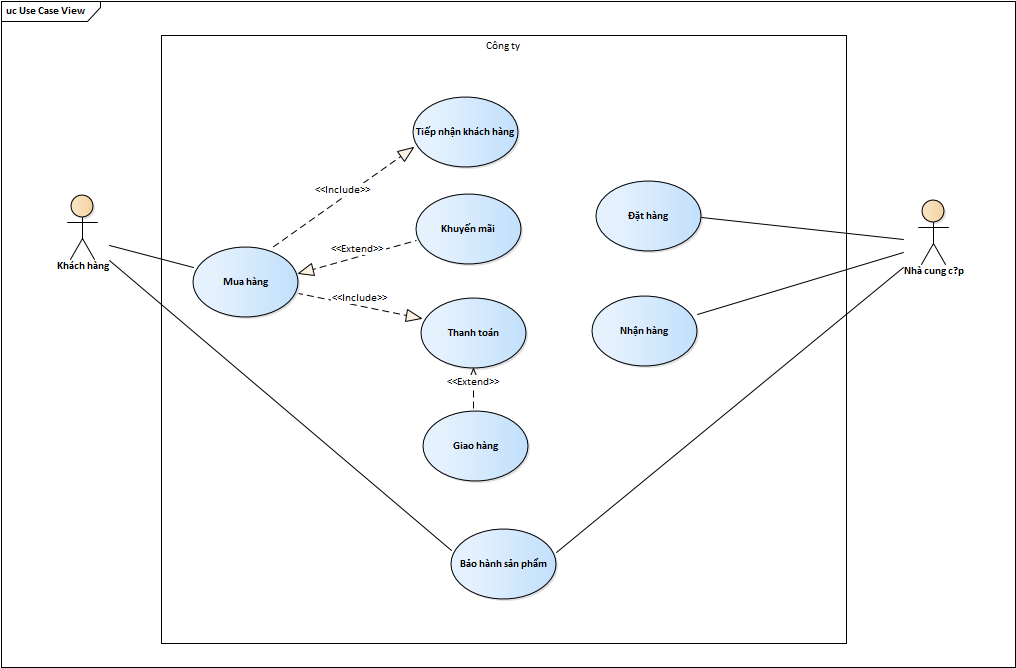 uc Use Case View
Công ty
Tiếp nhận khách hàng
<<Include>>
Khuyến mãi
Đặt hàng
<<Extend>>
Khách hàng
Nhà cung c?p
Mua hàng
<<Include>>
Thanh toán
Nhận hàng
<<Extend>>
Giao hàng
Bảo hành sản phẩm